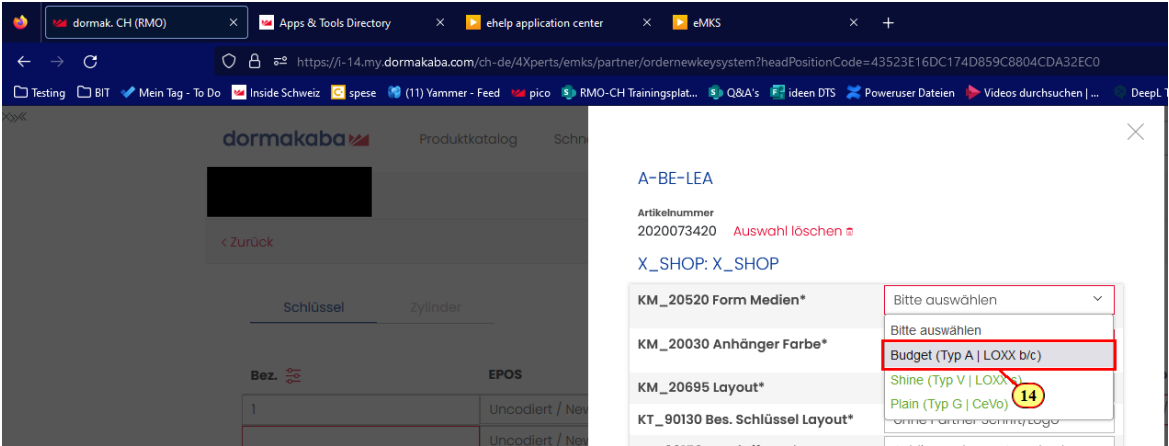 dormak. CH (RMO)
Apps & Tools Directory
ehelp application center
eMKS
https://i-14.my.dormakaba.com/ch-de/4Xperts/emks/partner/ordernewkeysystem?headPositionCode=43523E16DC174D859C8804CDA32EC0
Testing BIT Mein Tag - To Do Inside Schweiz spese (11) Yammer - Feed pico RMO-CH Trainingsplat... Q&A's ideen DTS Poweruser Dateien Videos durchsuchen | ... DeepL
dormakaba Produktkatalog
< Zurück
Schlüssel Zylinder
Bez. EPOS
1 Uncodiert /
Uncodiert /
A-BE-LEA
Artikelnummer
2020073420 Auswahl löschen
X_SHOP: X_SHOP
KM_20520 Form Medien* Bitte auswählen
Bitte auswählen
KM_20030 Anhänger Farbe* Budget (Typ A | LOXX b/c)
KM_20695 Layout* Shine (Typ V | LOXX
14
Plain (Typ G | CeVo)
KT_90130 Bes. Schlüssel Layout*